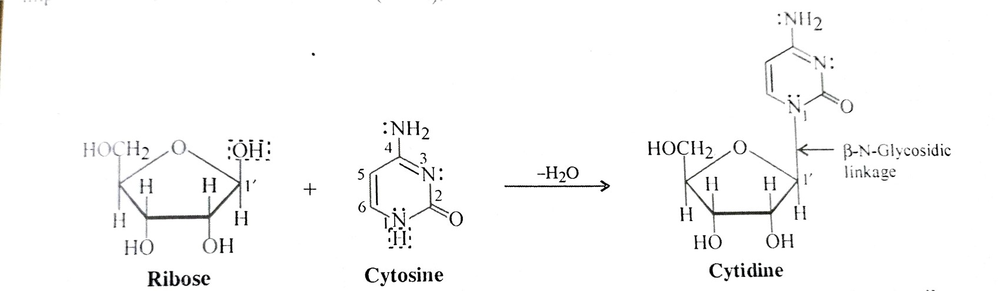 :NH2
N:
N
1
O
:NH2
4
3
N:
5
2
6
1
N
H
O
HOCH2
O
:OH:
H
H
1′
H
H
HO
OH
+
–H2O
HOCH2
O
β-N-Glycosidic
linkage
H
H
1′
H
H
HO
OH
Ribose
Cytosine
Cytidine